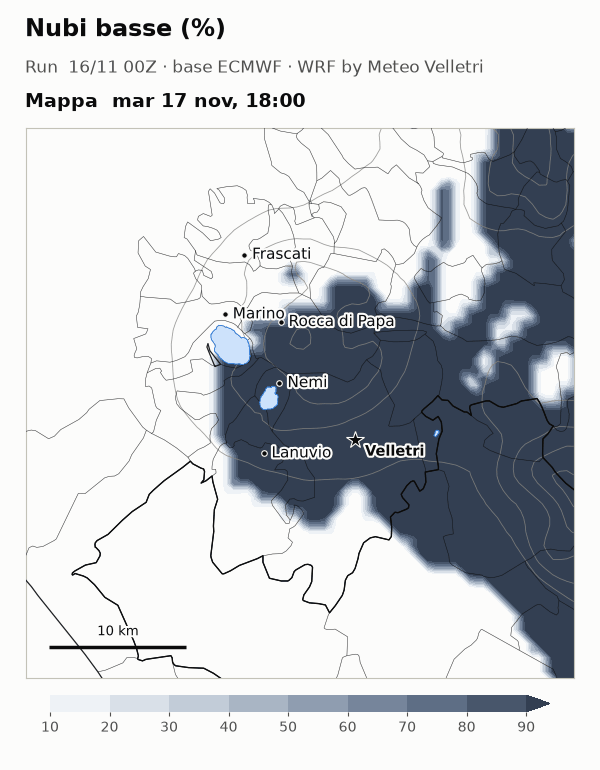 Nubi basse (%)
Run  16/11 00Z · base ECMWF · WRF by Meteo Velletri
Mappa  mar 17 nov, 18:00
Frascati
Marino
Rocca di Papa
Nemi
Velletri
Lanuvio
10 km
10 20 30 40 50 60 70 80 90